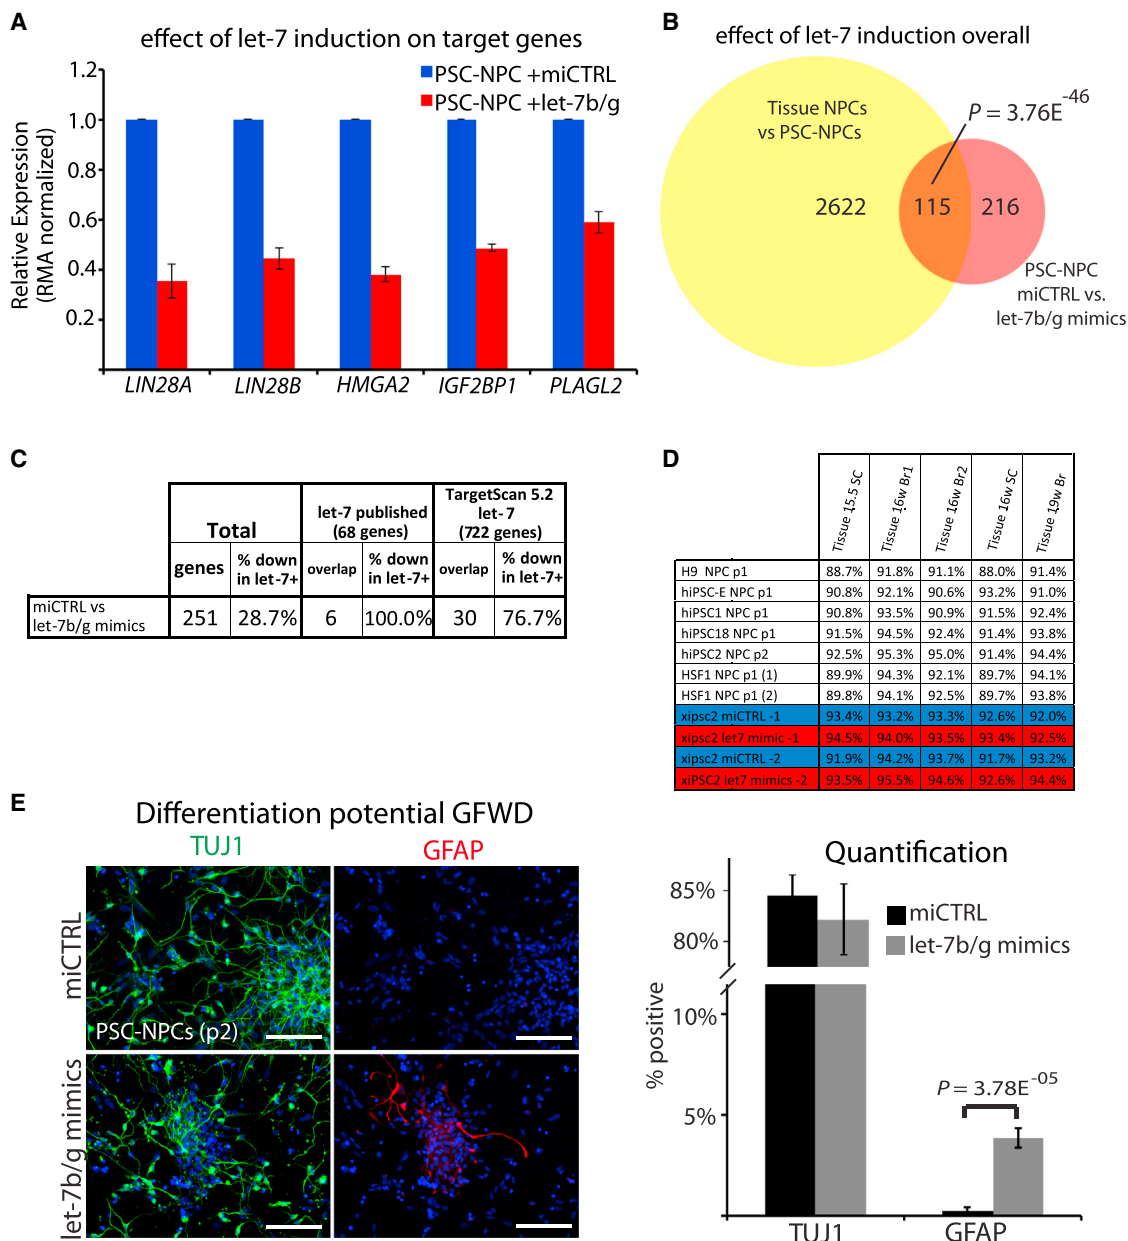 A
effect of let-7 induction on target genes
PSC-NPC +miCTRL
PSC-NPC +let-7b/g
Relative Expression
(RMA normalized)
1.2
1.0
0.8
0.6
0.4
0.2
LIN28A LIN28B HMGA2 IGF2BP1 PLAGL2
B
effect of let-7 induction overall
Tissue NPCs
vs PSC-NPCs
P = 3.76E-46
2622 115 216
PSC-NPC
miCTRL vs.
let-7b/g mimics
C
Total
let-7 published
(68 genes)
TargetScan 5.2
let-7
(722 genes)
genes
% down
in let-7+
overlap
% down
in let-7+
overlap
% down
in let-7+
miCTRL vs
let-7b/g mimics
251 28.7% 6 100.0% 30 76.7%
D
Tissue 15.5 SC
Tissue 16w Br1
Tissue 16w Br2
Tissue 16w SC
Tissue 19w Br
H9 NPC p1 88.7% 91.8% 91.1% 88.0% 91.4%
hiPSC-E NPC p1 90.8% 92.1% 90.6% 93.2% 91.0%
hiPSC1 NPC p1 90.8% 93.5% 90.9% 91.5% 92.4%
hiPSC18 NPC p1 91.5% 94.5% 92.4% 91.4% 93.8%
hiPSC2 NPC p2 92.5% 95.3% 95.0% 91.4% 94.4%
HSF1 NPC p1 (1) 89.9% 94.3% 92.1% 89.7% 94.1%
HSF1 NPC p1 (2) 89.8% 94.1% 92.5% 89.7% 93.8%
xipsc2 miCTRL -1 93.4% 93.2% 93.3% 92.6% 92.0%
xipsc2 let7 mimic -1 94.5% 94.0% 93.5% 93.4% 92.5%
xipsc2 miCTRL -2 91.9% 94.2% 93.7% 91.7% 93.2%
xiPSC2 let7 mimics -2 93.5% 95.5% 94.6% 92.6% 94.4%
E
Differentiation potential GFWD
TUJ1 GFAP
miCTRL
PSC-NPCs (p2)
let-7b/g mimics
Quantification
miCTRL
let-7b/g mimics
% positive
85%
80%
10%
5%
P = 3.78E-05
TUJ1 GFAP